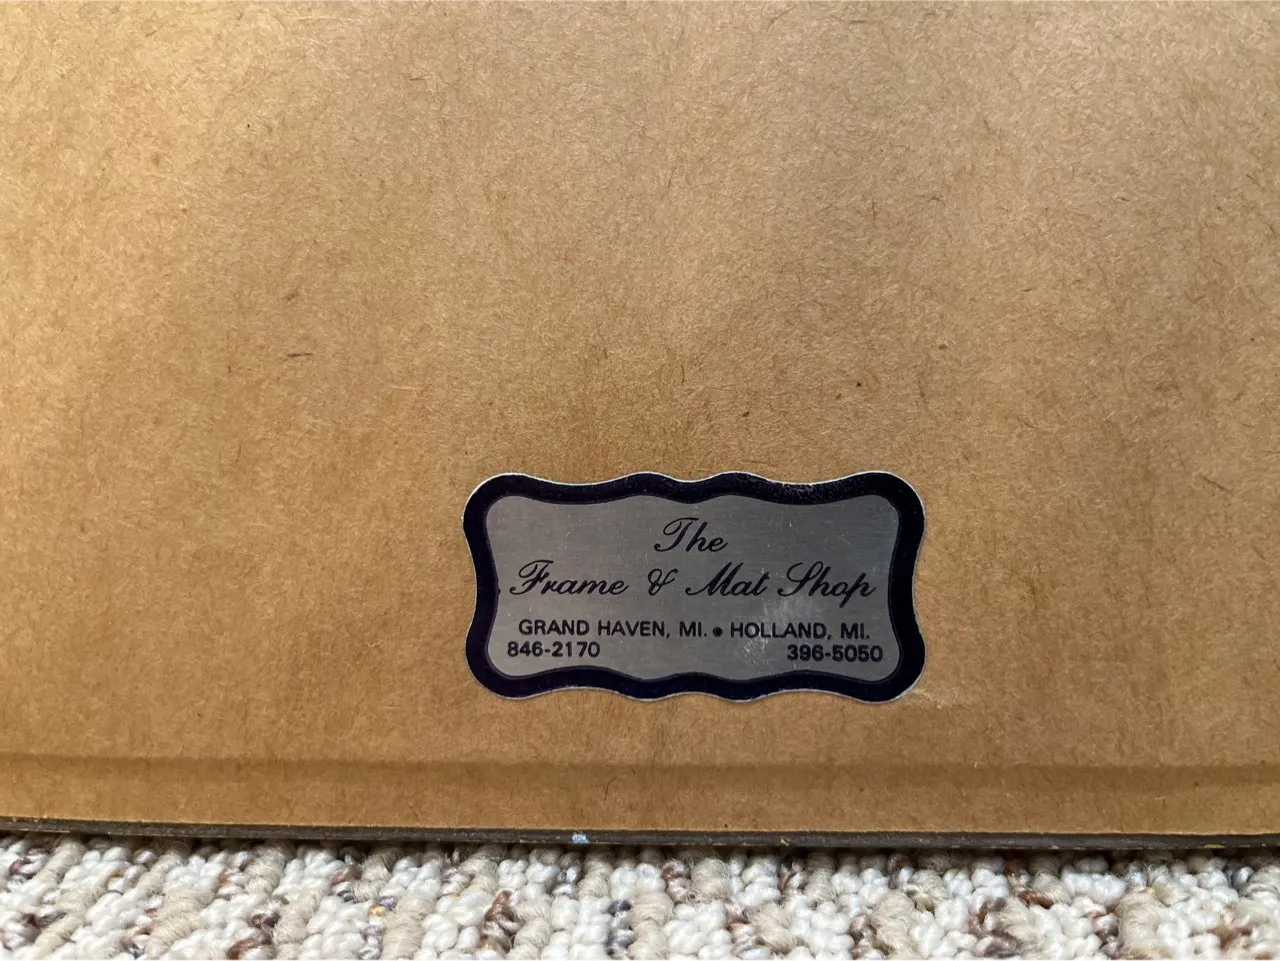 The
Frame & Mat Shop
GRAND HAVEN, MI. • HOLLAND, MI.
846-2170 396-5050